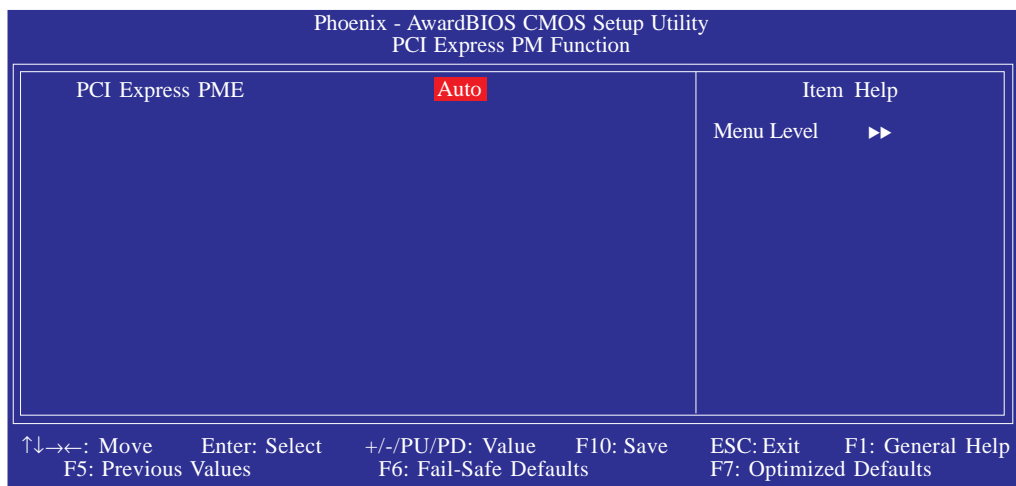 Phoenix - AwardBIOS CMOS Setup Utility
PCI Express PM Function
PCI Express PME Auto
Item Help
Menu Level ▶▶
↑↓→←: Move Enter: Select +/-/PU/PD: Value F10: Save ESC: Exit F1: General Help
F5: Previous Values F6: Fail-Safe Defaults F7: Optimized Defaults